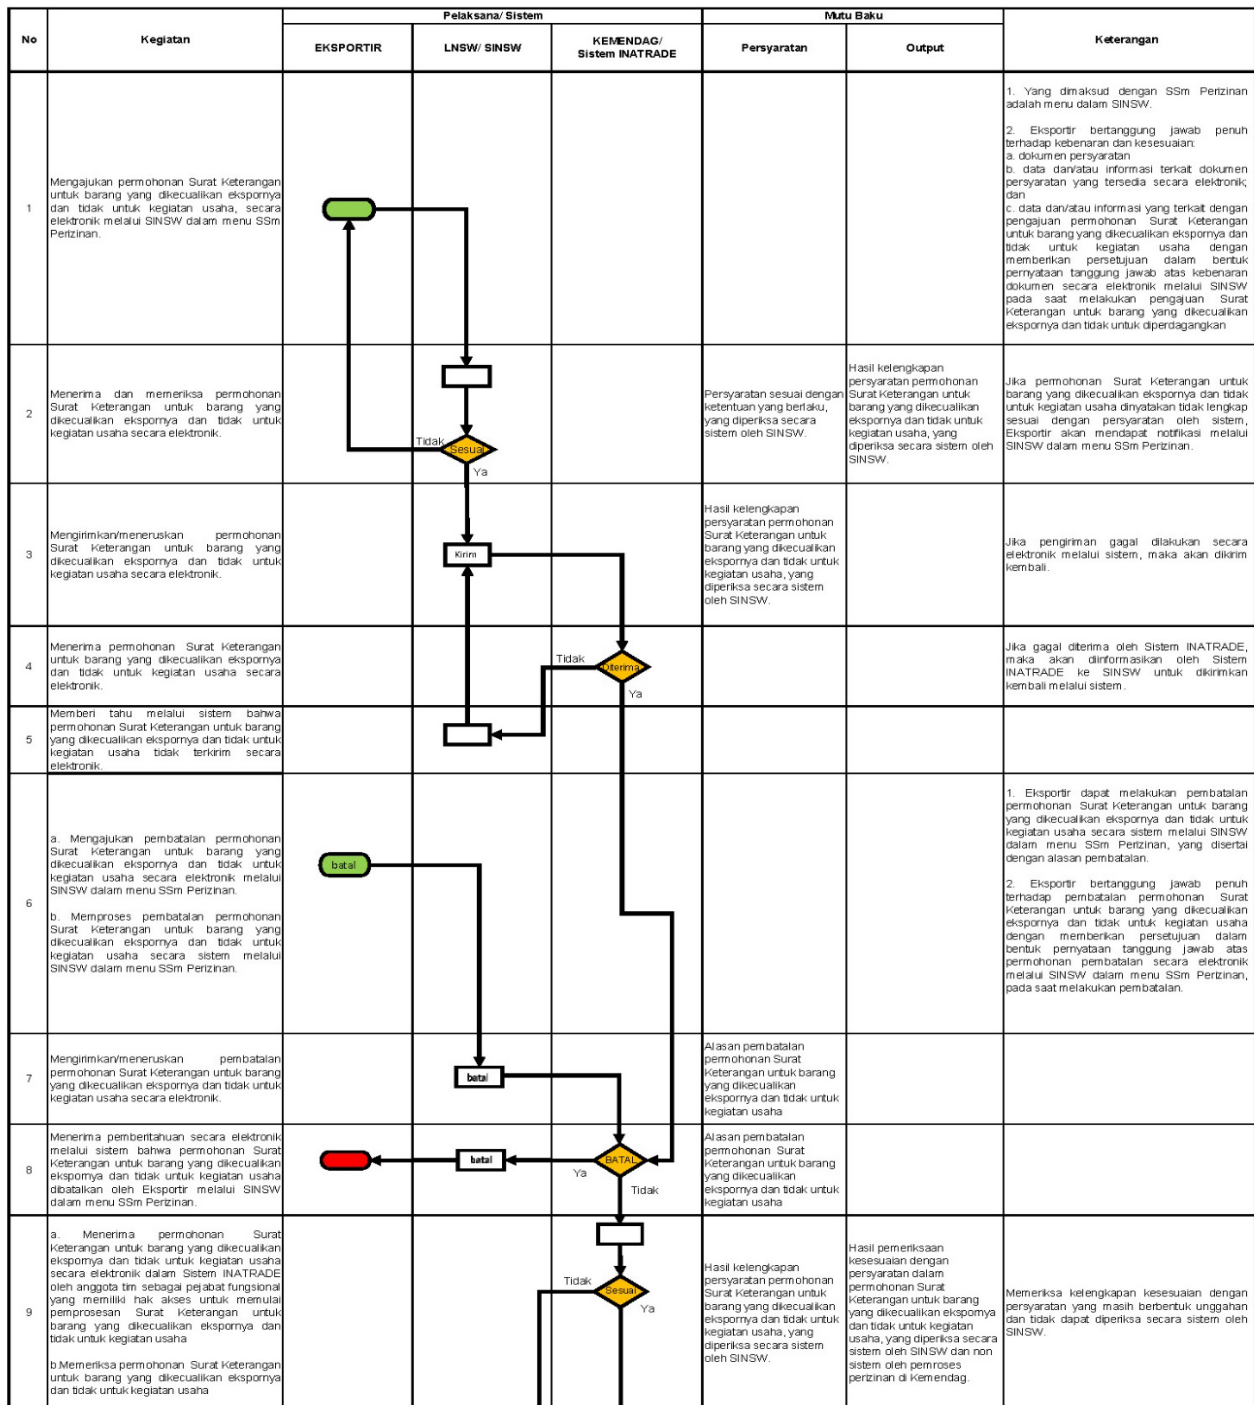 No
Kegiatan
Pelaksana/ Sistem
Mutu Baku
Keterangan
EKSPORTIR
LNSW/ SINSW
KEMENDAG/
Sistem INATRADE
Persyaratan
Output
1
Mengajukan permohonan Surat Keterangan
untuk barang yang dikecualikan ekspornya
dan tidak untuk kegiatan usaha, secara
elektronik melalui SINSW dalam menu SSm
Perizinan.
1. Yang dimaksud dengan SSm Perizinan
adalah menu dalam SINSW.
2. Eksportir bertanggung jawab penuh
terhadap kebenaran dan kesesuaian:
a. dokumen persyaratan
b. data dan/atau informasi terkait dokumen
persyaratan yang tersedia secara elektronik;
dan
c. data dan/atau informasi yang terkait dengan
pengajuan permohonan Surat Keterangan
untuk barang yang dikecualikan ekspornya dan
tidak untuk kegiatan usaha dengan
memberikan persetujuan dalam bentuk
pernyataan tanggung jawab atas kebenaran
dokumen secara elektronik melalui SINSW
pada saat melakukan pengajuan Surat
Keterangan untuk barang yang dikecualikan
ekspornya dan tidak untuk diperdagangkan
2
Menerima dan memeriksa permohonan
Surat Keterangan untuk barang yang
dikecualikan ekspornya dan tidak untuk
kegiatan usaha secara elektronik.
Tidak
Sesuai
Ya
Persyaratan sesuai dengan
ketentuan yang berlaku,
yang diperiksa secara
sistem oleh SINSW.
Hasil kelengkapan
persyaratan permohonan
Surat Keterangan untuk
barang yang dikecualikan
ekspornya dan tidak untuk
kegiatan usaha, yang
diperiksa secara sistem oleh
SINSW.
Jika permohonan Surat Keterangan untuk
barang yang dikecualikan ekspornya dan tidak
untuk kegiatan usaha dinyatakan tidak lengkap
sesuai dengan persyaratan oleh sistem,
Eksportir akan mendapat notifikasi melalui
SINSW dalam menu SSm Perizinan.
3
Mengirimkan/meneruskan permohonan
Surat Keterangan untuk barang yang
dikecualikan ekspornya dan tidak untuk
kegiatan usaha secara elektronik.
Kirim
Hasil kelengkapan
persyaratan permohonan
Surat Keterangan untuk
barang yang dikecualikan
ekspornya dan tidak untuk
kegiatan usaha, yang
diperiksa secara sistem
oleh SINSW.
Jika pengiriman gagal dilakukan secara
elektronik melalui sistem, maka akan dikirim
kembali.
4
Menerima permohonan Surat Keterangan
untuk barang yang dikecualikan ekspornya
dan tidak untuk kegiatan usaha secara
elektronik.
Tidak
Diterima
Ya
Jika gagal diterima oleh Sistem INATRADE,
maka akan diinformasikan oleh Sistem
INATRADE ke SINSW untuk dikirimkan
kembali melalui sistem.
5
Memberi tahu melalui sistem bahwa
permohonan Surat Keterangan untuk barang
yang dikecualikan ekspornya dan tidak untuk
kegiatan usaha tidak terkirim secara
elektronik.
6
a. Mengajukan pembatalan permohonan
Surat Keterangan untuk barang yang
dikecualikan ekspornya dan tidak untuk
kegiatan usaha secara elektronik melalui
SINSW dalam menu SSm Perizinan.
b. Memproses pembatalan permohonan
Surat Keterangan untuk barang yang
dikecualikan ekspornya dan tidak untuk
kegiatan usaha secara sistem melalui
SINSW dalam menu SSm Perizinan.
batal
1. Eksportir dapat melakukan pembatalan
permohonan Surat Keterangan untuk barang
yang dikecualikan ekspornya dan tidak untuk
kegiatan usaha secara sistem melalui SINSW
dalam menu SSm Perizinan, yang disertai
dengan alasan pembatalan.
2. Eksportir bertanggung jawab penuh
terhadap pembatalan permohonan Surat
Keterangan untuk barang yang dikecualikan
ekspornya dan tidak untuk kegiatan usaha
dengan memberikan persetujuan dalam
bentuk pernyataan tanggung jawab atas
permohonan pembatalan secara elektronik
melalui SINSW dalam menu SSm Perizinan,
pada saat melakukan pembatalan.
7
Mengirimkan/meneruskan pembatalan
permohonan Surat Keterangan untuk barang
yang dikecualikan ekspornya dan tidak untuk
kegiatan usaha secara elektronik.
batal
Alasan pembatalan
permohonan Surat
Keterangan untuk barang
yang dikecualikan
ekspornya dan tidak untuk
kegiatan usaha
8
Menerima pemberitahuan secara elektronik
melalui sistem bahwa permohonan Surat
Keterangan untuk barang yang dikecualikan
ekspornya dan tidak untuk kegiatan usaha
dibatalkan oleh Eksportir melalui SINSW
dalam menu SSm Perizinan.
batal
Ya
BATAL
Tidak
Alasan pembatalan
permohonan Surat
Keterangan untuk barang
yang dikecualikan
ekspornya dan tidak untuk
kegiatan usaha
9
a. Menerima permohonan Surat
Keterangan untuk barang yang dikecualikan
ekspornya dan tidak untuk kegiatan usaha
secara elektronik dalam Sistem INATRADE
oleh anggota tim sebagai pejabat fungsional
yang memiliki hak akses untuk memulai
pemprosesan Surat Keterangan untuk
barang yang dikecualikan ekspornya dan
tidak untuk kegiatan usaha
b.Memeriksa permohonan Surat Keterangan
untuk barang yang dikecualikan ekspornya
dan tidak untuk kegiatan usaha
Tidak
Sesuai
Ya
Hasil kelengkapan
persyaratan permohonan
Surat Keterangan untuk
barang yang dikecualikan
ekspornya dan tidak untuk
kegiatan usaha, yang
diperiksa secara sistem
oleh SINSW.
Hasil pemeriksaan
kesesuaian dengan
persyaratan dalam
permohonan Surat
Keterangan untuk barang
yang dikecualikan ekspornya
dan tidak untuk kegiatan
usaha, yang diperiksa secara
sistem oleh SINSW dan non
sistem oleh pemroses
perizinan di Kemendag.
Memeriksa kelengkapan kesesuaian dengan
persyaratan yang masih berbentuk unggahan
dan tidak dapat diperiksa secara sistem oleh
SINSW.